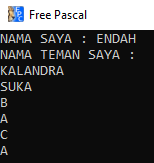 Free Pascal
NAMA SAYA : ENDAH
NAMA TEMAN SAYA :
KALANDRA
SUKA
B
A
C
A